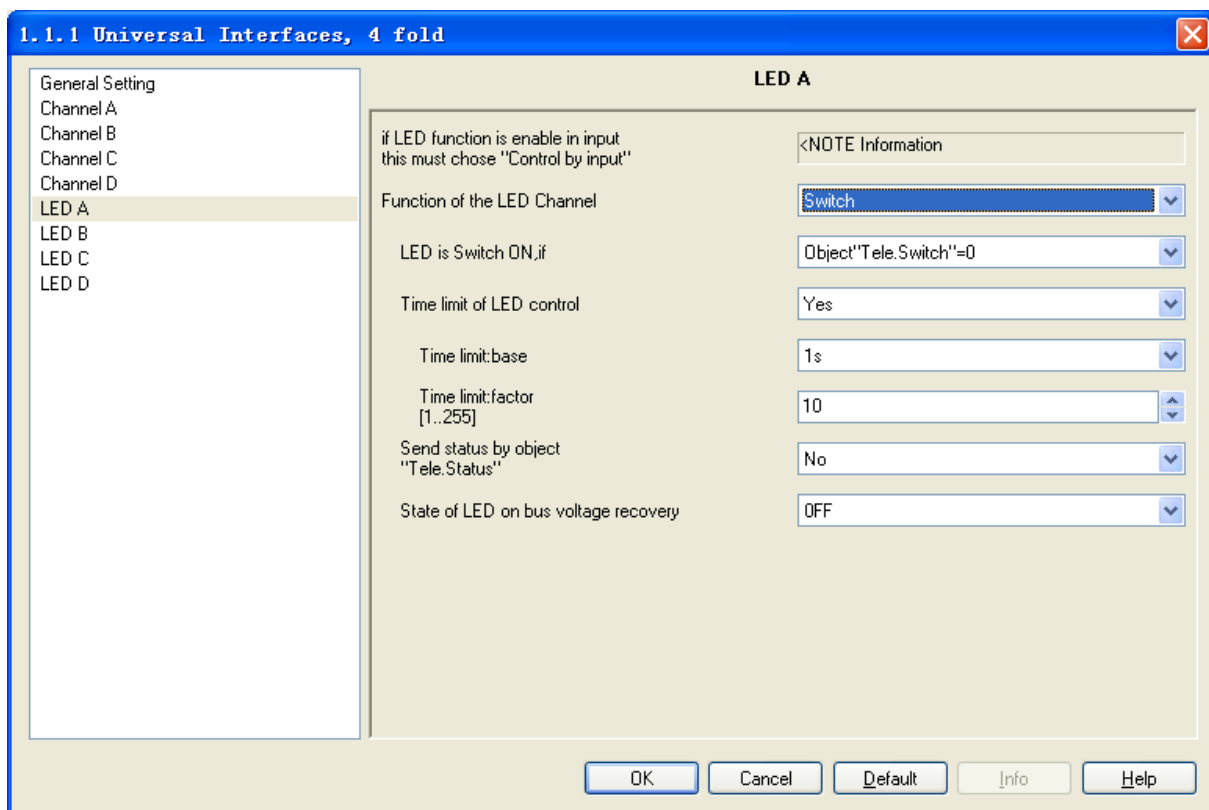 1.1.1 Universal Interfaces, 4 fold
General Setting
Channel A
Channel B
Channel C
Channel D
LED A
LED B
LED C
LED D
LED A
if LED function is enable in input
this must chose "Control by input"
<NOTE Information
Function of the LED Channel
Switch
LED is Switch ON,if
Object"Tele.Switch"=0
Time limit of LED control
Yes
Time limit:base
1s
Time limit:factor
[1..255]
10
Send status by object
"Tele.Status"
No
State of LED on bus voltage recovery
OFF
OK
Cancel
Default
Info
Help